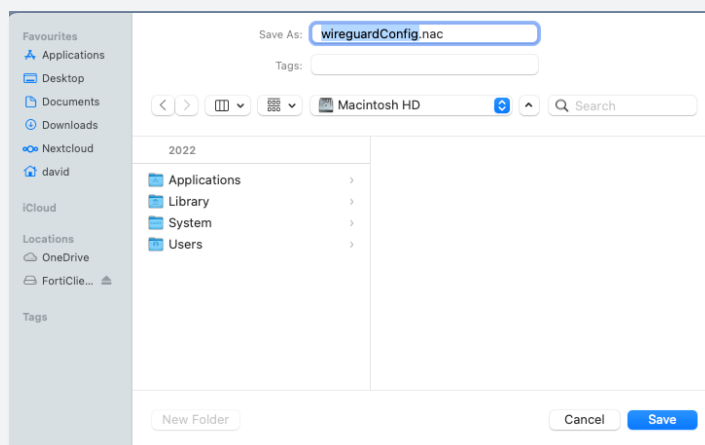 Favourites
Applications
Desktop
Documents
Downloads
Nextcloud
david
iCloud
Locations
OneDrive
FortiClie...
Tags
Save As: wireguardConfig.nac
Tags:
Macintosh HD
Search
2022
Applications
Library
System
Users
New Folder
Cancel
Save